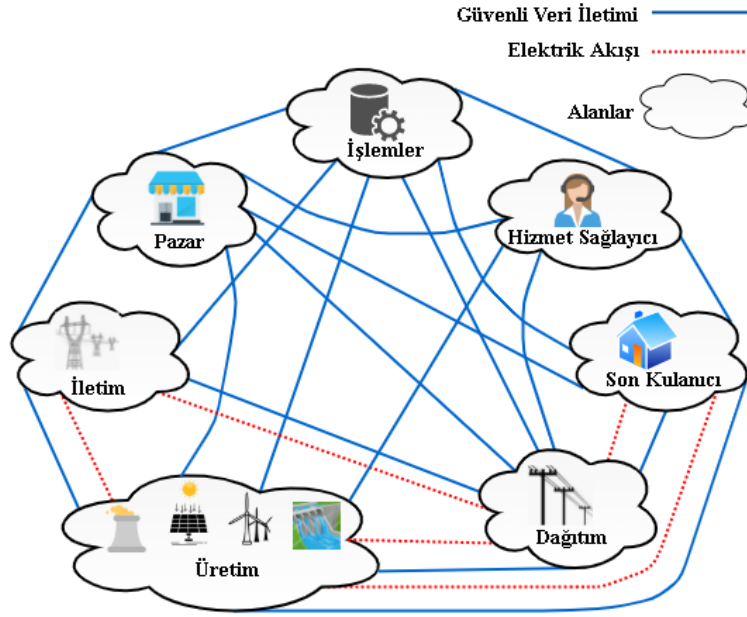 Güvenli Veri İletimi
Elektrik Akışı
Alanlar
İşlemler
Pazar
Hizmet Sağlayıcı
İletim
Son Kulanıcı
Üretim
Dağıtım